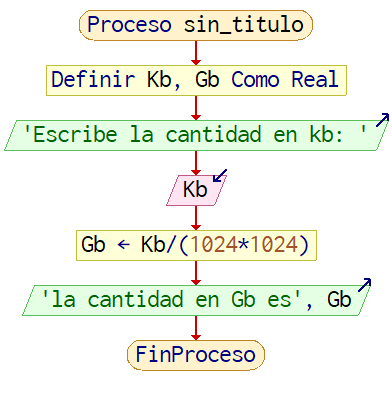 Proceso sin_titulo
Definir Kb, Gb Como Real
'Escribe la cantidad en kb: '
Kb
Gb ← Kb/(1024*1024)
'la cantidad en Gb es', Gb
FinProceso